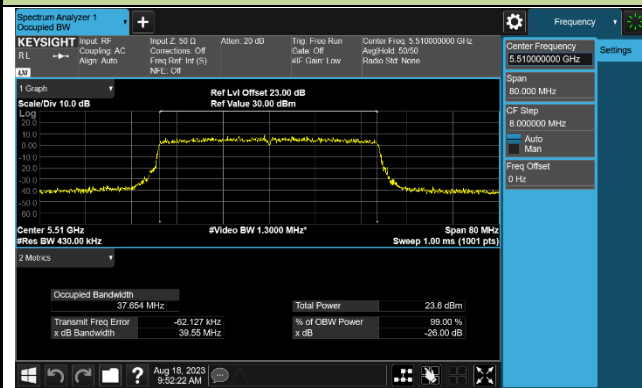 Spectrum Analyzer 1
Occupied BW
Frequency
KEYSIGHT
RL
LXI
Input: RF
Coupling: AC
Align: Auto
Input Z: 50 Ω
Corrections: Off
Freq Ref: Int (S)
NFE: Off
Atten: 20 dB
Trig: Free Run
Gate: Off
#IF Gain: Low
Center Freq: 5.510000000 GHz
Avg|Hold: 50/50
Radio Std: None
Center Frequency
5.510000000 GHz
Settings
Span
80.000 MHz
CF Step
8.000000 MHz
Auto
Man
Freq Offset
0 Hz
1 Graph
Scale/Div 10.0 dB
Ref Lvl Offset 23.00 dB
Ref Value 30.00 dBm
Log
20.0
10.0
0.00
-10.0
-20.0
-30.0
-40.0
-50.0
-60.0
Center 5.51 GHz
#Video BW 1.3000 MHz*
Span 80 MHz
#Res BW 430.00 kHz
Sweep 1.00 ms (1001 pts)
2 Metrics
Occupied Bandwidth
37.654 MHz
Total Power
23.6 dBm
Transmit Freq Error
-62.127 kHz
% of OBW Power
99.00 %
x dB Bandwidth
39.55 MHz
x dB
-26.00 dB
?
Aug 18, 2023
9:52:22 AM